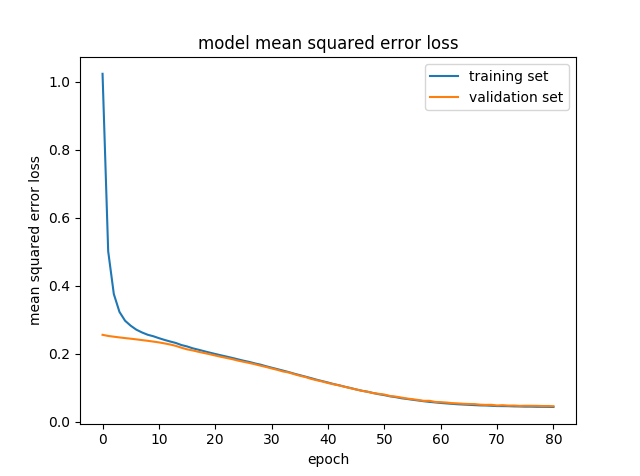 model mean squared error loss
training set
validation set
1.0
0.8
0.6
0.4
0.2
0.0
mean squared error loss
0 10 20 30 40 50 60 70 80
epoch